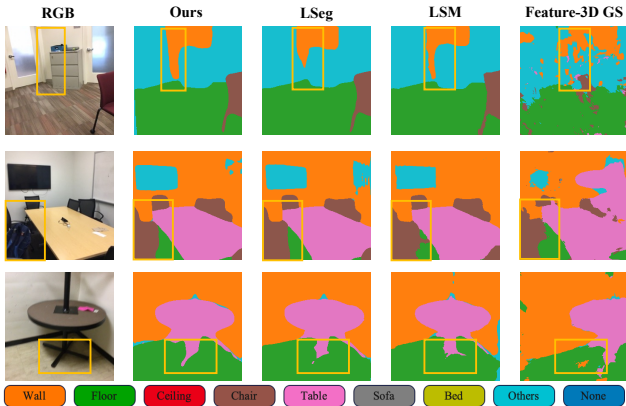 RGB Ours LSeg LSM Feature-3D GS
Wall Floor Ceiling Chair Table Sofa Bed Others None